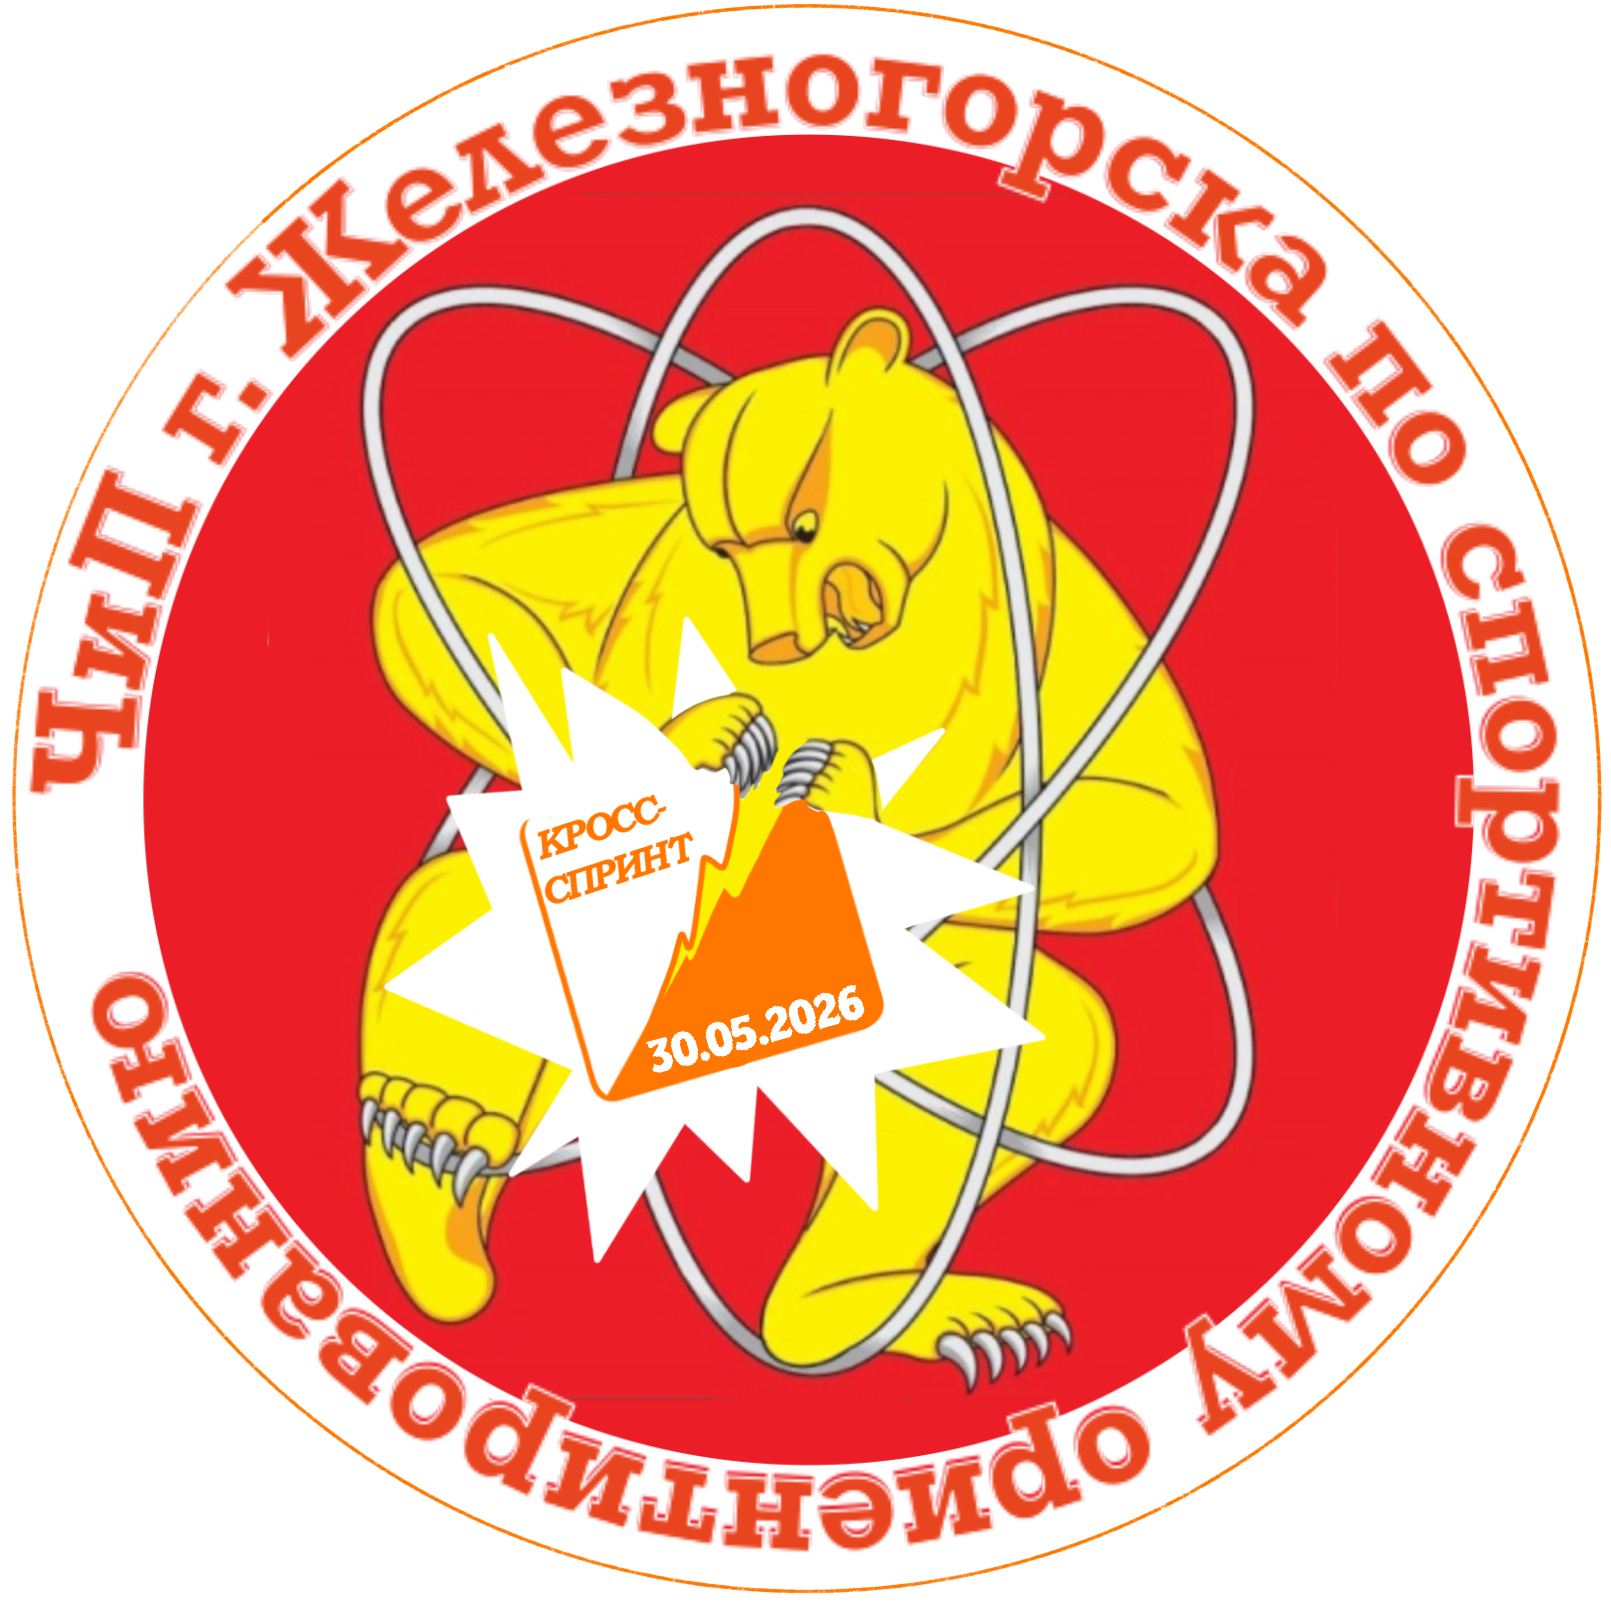 ЧиП г. Железногорска по спортивному ориентированию
КРОСС-
СПРИНТ
30.05.2026